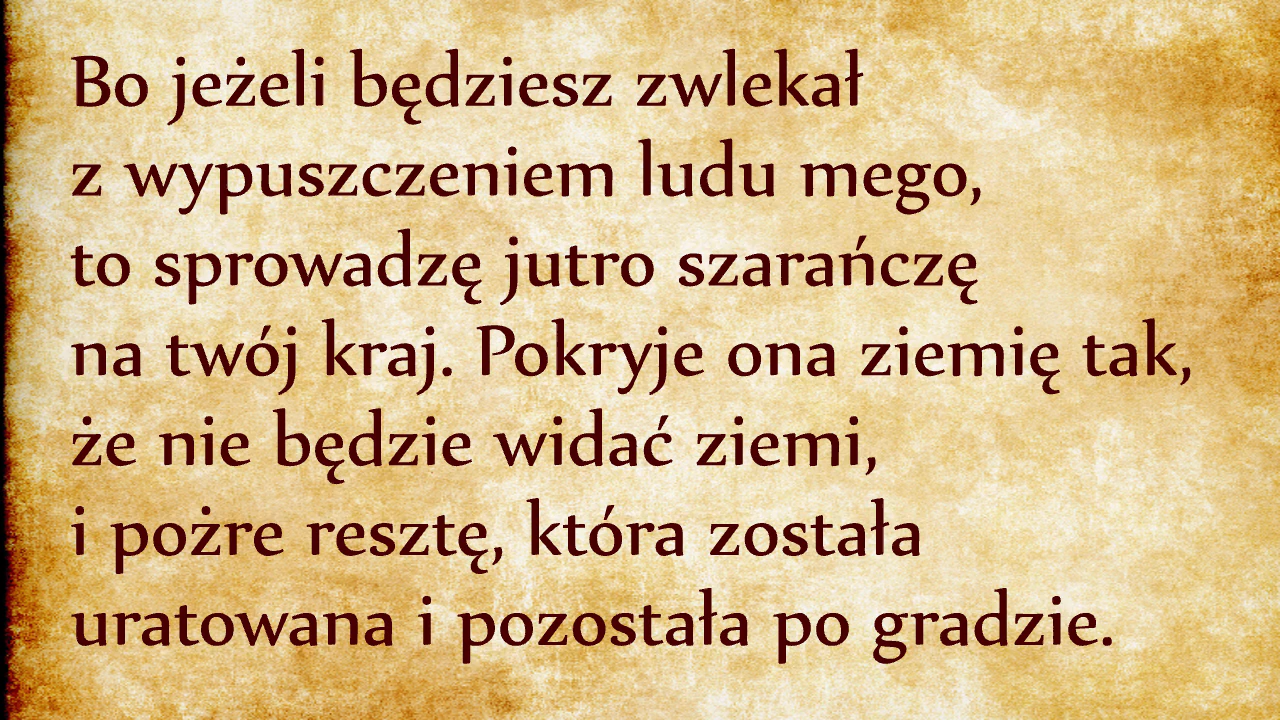 Bo jeżeli będziesz zwlekał
z wypuszczeniem ludu mego,
to sprowadzę jutro szarańczę
na twój kraj. Pokryje ona ziemię tak,
że nie będzie widać ziemi,
i pożre resztę, która została
uratowana i pozostała po gradzie.